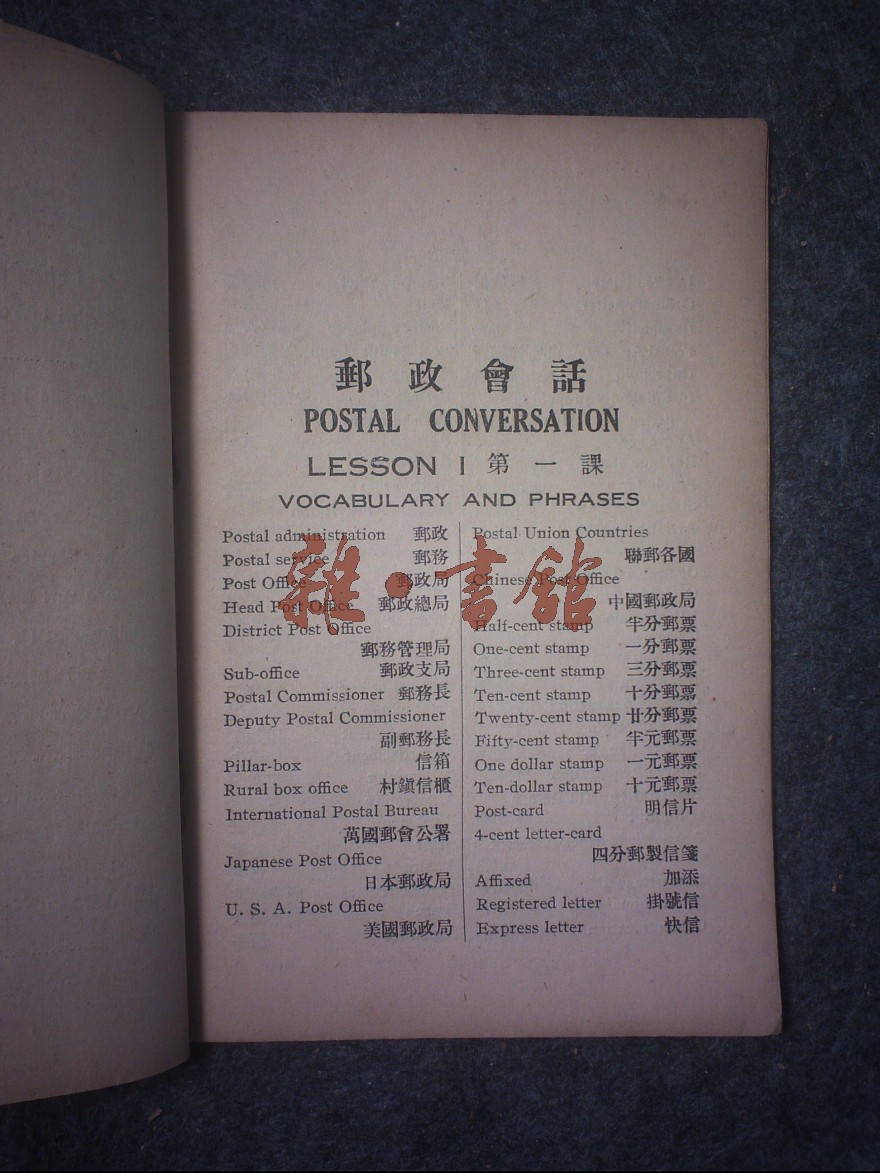 郵政會話
POSTAL CONVERSATION
LESSON I 第一課
VOCABULARY AND PHRASES
Postal administration 郵政
Postal service 郵務
Post Office 郵政局
Head Post Office 郵政總局
District Post Office
郵務管理局
Sub-office 郵政支局
Postal Commissioner 郵務長
Deputy Postal Commissioner
副郵務長
Pillar-box 信箱
Rural box office 村鎭信櫃
International Postal Bureau
萬國郵會公署
Japanese Post Office
日本郵政局
U. S. A. Post Office
美國郵政局
Postal Union Countries
聯郵各國
Chinese Post Office
中國郵政局
Half-cent stamp 半分郵票
One-cent stamp 一分郵票
Three-cent stamp 三分郵票
Ten-cent stamp 十分郵票
Twenty-cent stamp 廿分郵票
Fifty-cent stamp 半元郵票
One dollar stamp 一元郵票
Ten-dollar stamp 十元郵票
Post-card 明信片
4-cent letter-card
四分郵製信箋
Affixed 加添
Registered letter 掛號信
Express letter 快信
雜·書館